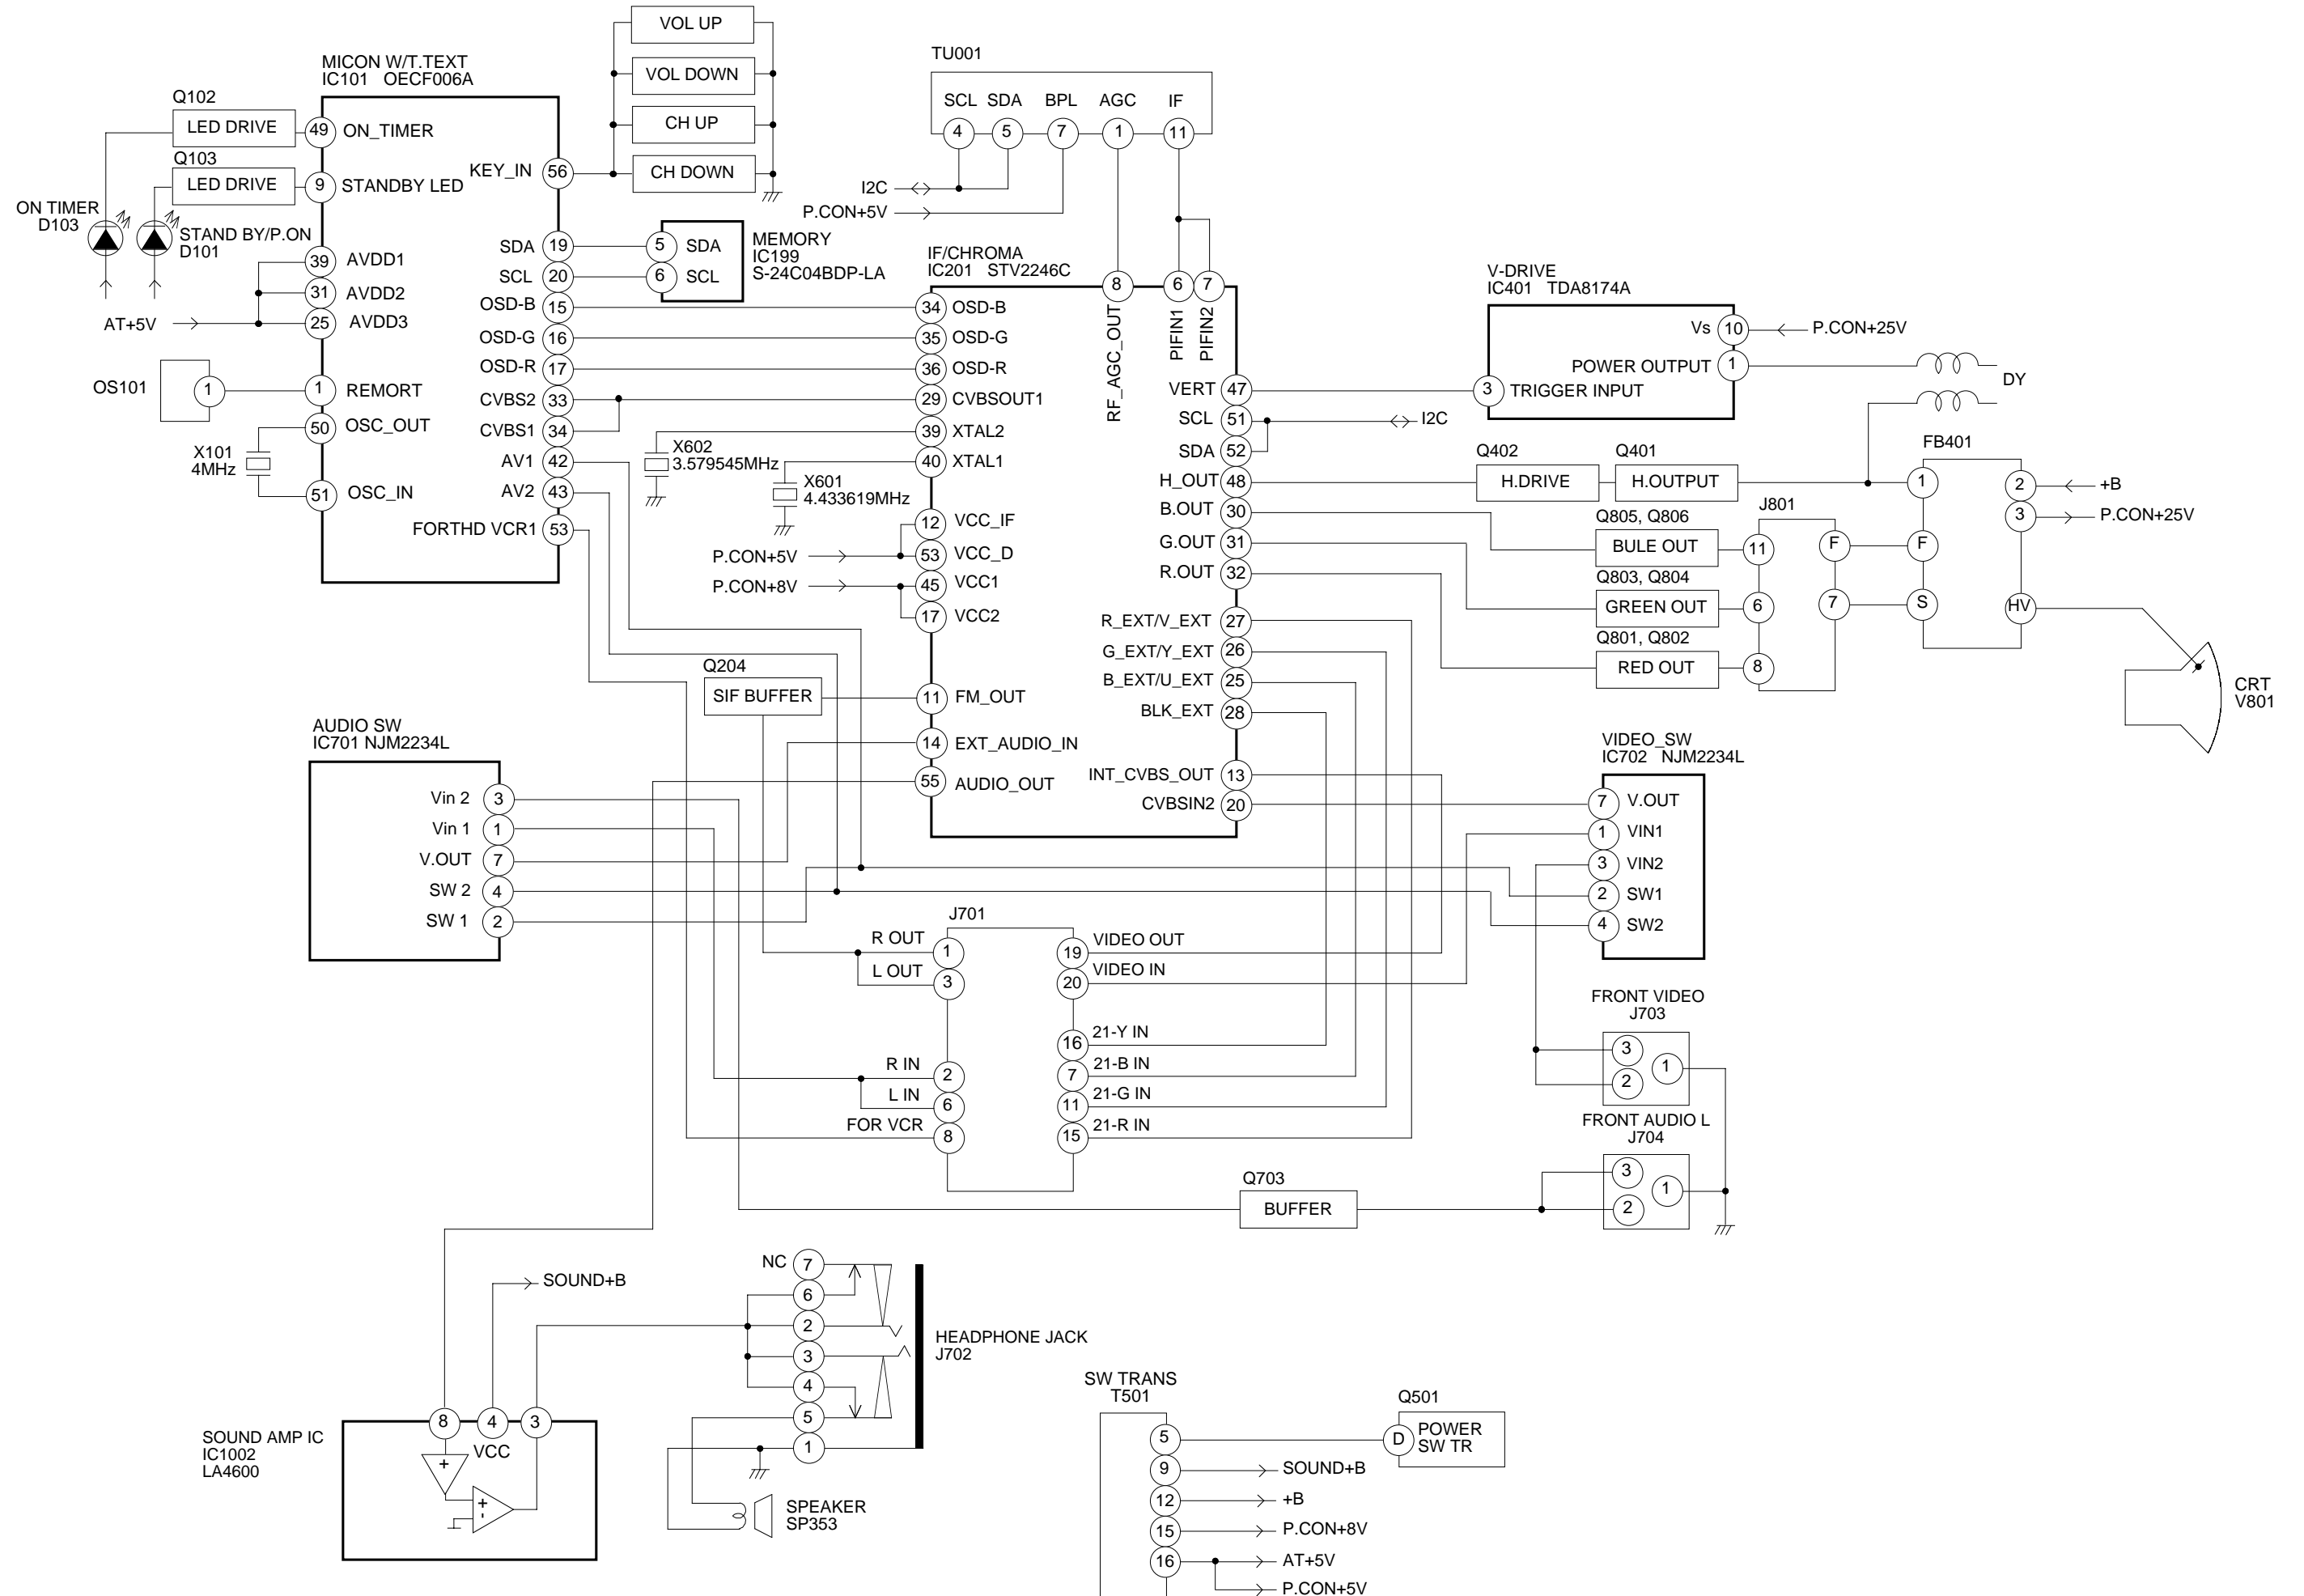 VOL UP
VOL DOWN
CH UP
CH DOWN
MICON W/T.TEXT
IC101 OECF006A
Q102
LED DRIVE
49 ON_TIMER
Q103
LED DRIVE
9 STANDBY LED
KEY_IN 56
ON TIMER
D103
STAND BY/P.ON
D101
39 AVDD1
31 AVDD2
AT+5V
25 AVDD3
OS101
1
1 REMORT
50 OSC_OUT
X101
4MHz
51 OSC_IN
SDA 19
SCL 20
OSD-B 15
OSD-G 16
OSD-R 17
CVBS2 33
CVBS1 34
AV1 42
AV2 43
FORTHD VCR1 53
5 SDA
6 SCL
MEMORY
IC199
S-24C04BDP-LA
TU001
SCL SDA BPL AGC IF
4 5 7 1 11
I2C
P.CON+5V
IF/CHROMA
IC201 STV2246C
8 6 7
RF_AGC_OUT
PIFIN1
PIFIN2
34 OSD-B
35 OSD-G
36 OSD-R
29 CVBSOUT1
39 XTAL2
40 XTAL1
X602
3.579545MHz
X601
4.433619MHz
12 VCC_IF
P.CON+5V
53 VCC_D
P.CON+8V
45 VCC1
17 VCC2
Q204
SIF BUFFER
11 FM_OUT
14 EXT_AUDIO_IN
55 AUDIO_OUT
VERT 47
SCL 51
I2C
SDA 52
H_OUT 48
B.OUT 30
G.OUT 31
R.OUT 32
R_EXT/V_EXT 27
G_EXT/Y_EXT 26
B_EXT/U_EXT 25
BLK_EXT 28
INT_CVBS_OUT 13
CVBSIN2 20
V-DRIVE
IC401 TDA8174A
Vs 10
P.CON+25V
POWER OUTPUT 1
3 TRIGGER INPUT
DY
Q402
H.DRIVE
Q401
H.OUTPUT
FB401
1
2
+B
3
P.CON+25V
F
S
HV
J801
Q805, Q806
BULE OUT
11
F
Q803, Q804
GREEN OUT
6
7
Q801, Q802
RED OUT
8
CRT
V801
AUDIO SW
IC701 NJM2234L
Vin 2 3
Vin 1 1
V.OUT 7
SW 2 4
SW 1 2
VIDEO_SW
IC702 NJM2234L
7 V.OUT
1 VIN1
3 VIN2
2 SW1
4 SW2
J701
R OUT 1
L OUT 3
R IN 2
L IN 6
FOR VCR 8
19 VIDEO OUT
20 VIDEO IN
16 21-Y IN
7 21-B IN
11 21-G IN
15 21-R IN
FRONT VIDEO
J703
3
1
2
FRONT AUDIO L
J704
3
1
2
Q703
BUFFER
SOUND+B
NC 7
6
2
3
4
5
1
HEADPHONE JACK
J702
SPEAKER
SP353
SOUND AMP IC
IC1002
LA4600
8 4 3
VCC
+
+
-
SW TRANS
T501
5
Q501
D POWER
SW TR
9 SOUND+B
12 +B
15 P.CON+8V
16 AT+5V
P.CON+5V